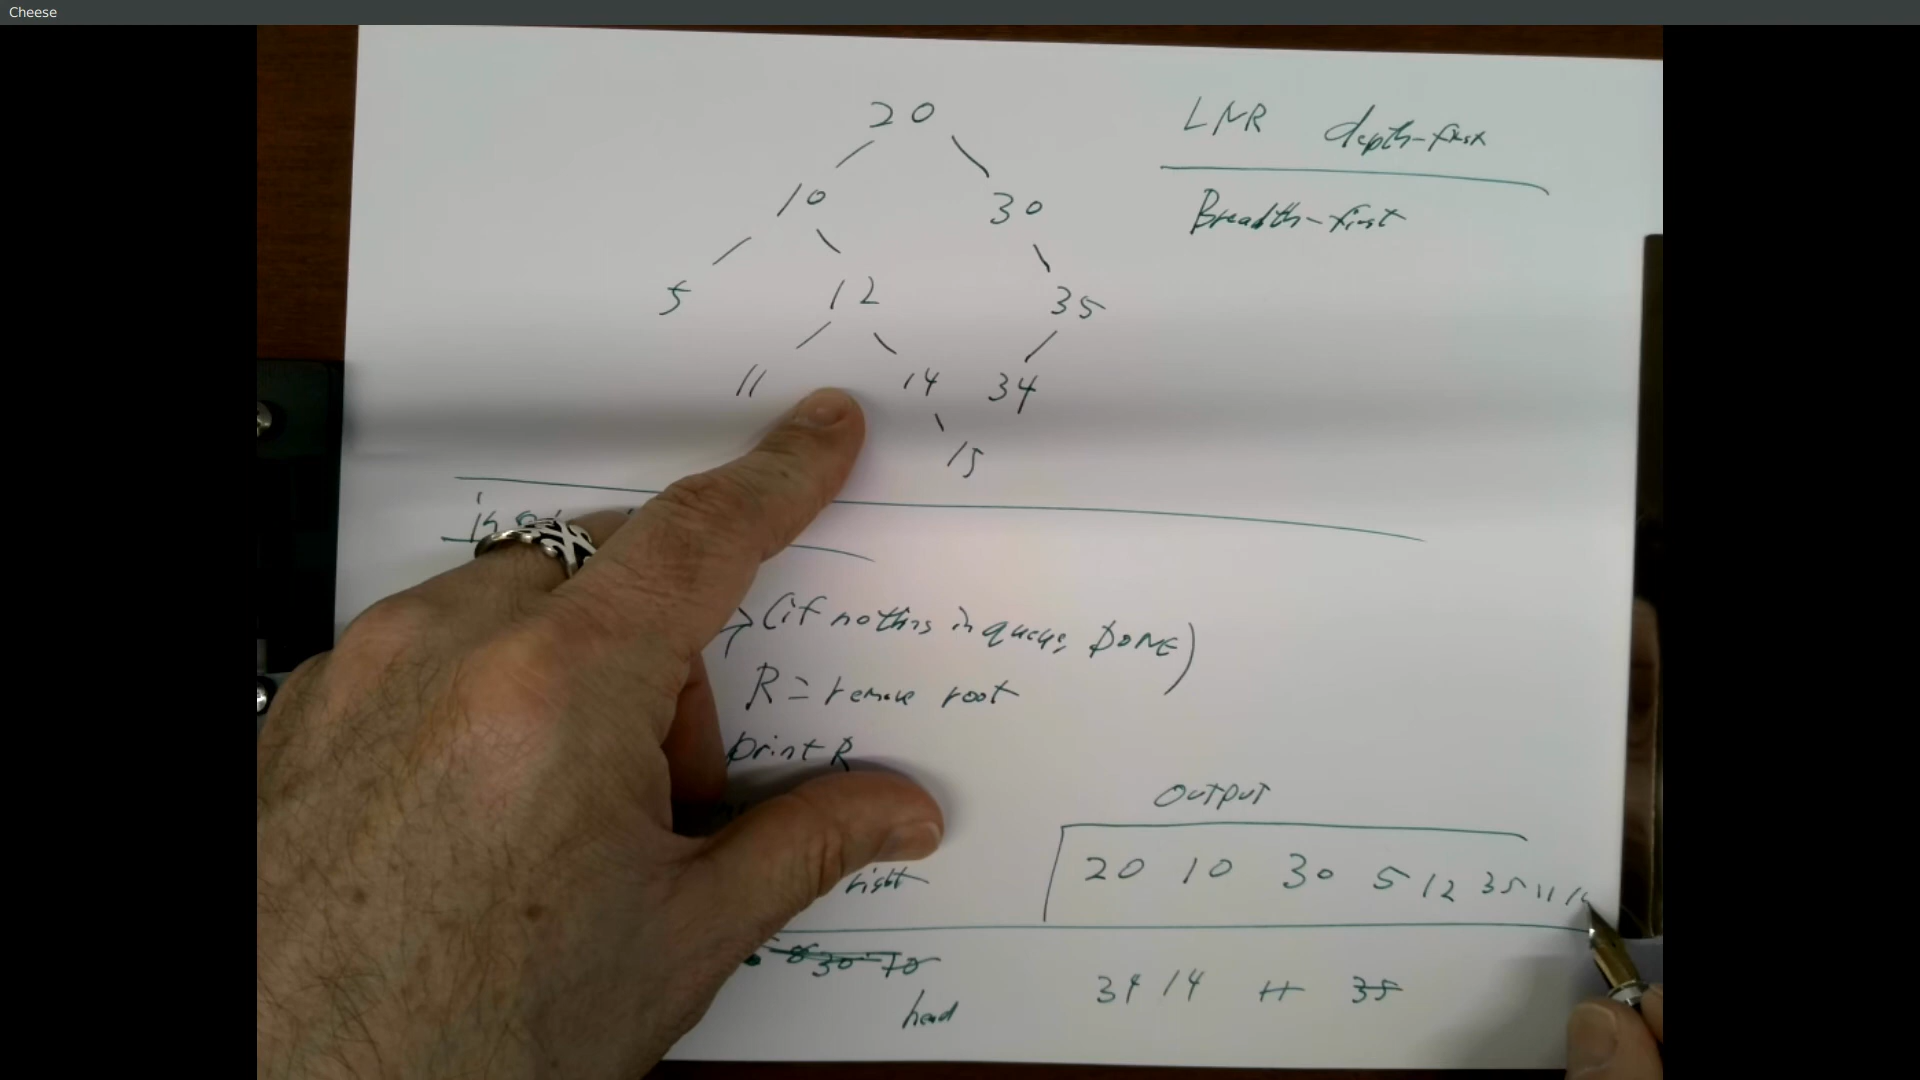 Cheese
20
LNR depth-first
10 30
Breadth-first
5 12 35
11 14 34
15
(if nothing in queue, DONE)
R = remove root
print R
OUTPUT
right
20 10 30 5 12 35 11 14
30 70
34 14 11 35
head